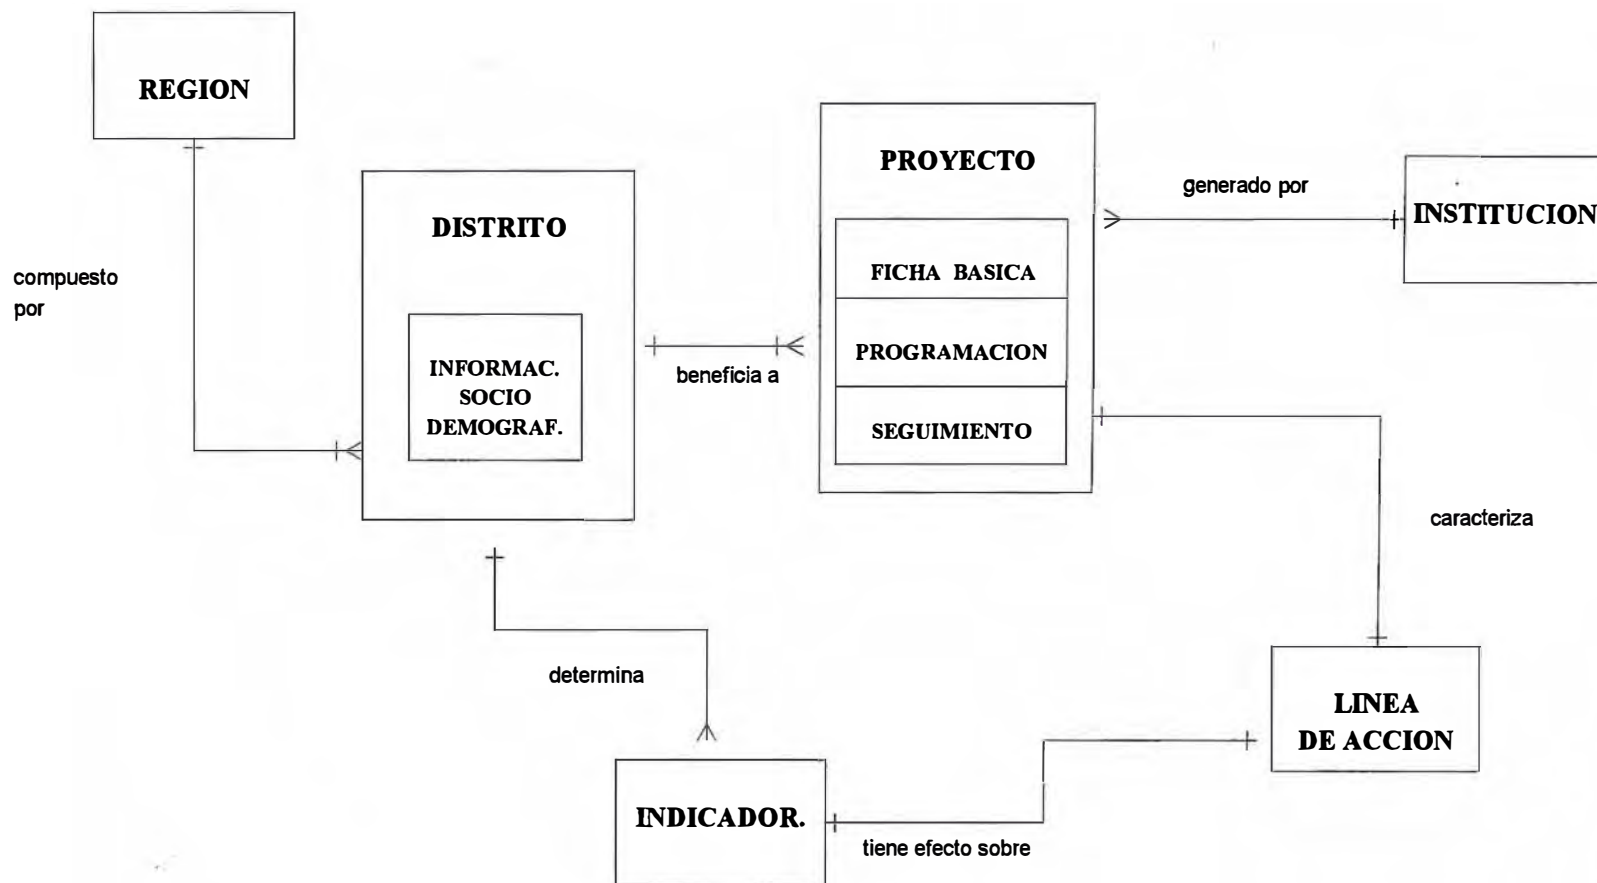 REGION
PROYECTO
generado por
INSTITUCION
DISTRITO
compuesto
por
FICHA BASICA
INFORMAC.
SOCIO
DEMOGRAF.
beneficia a
PROGRAMACION
SEGUIMIENTO
caracteriza
determina
LINEA
DE ACCION
INDICADOR.
tiene efecto sobre